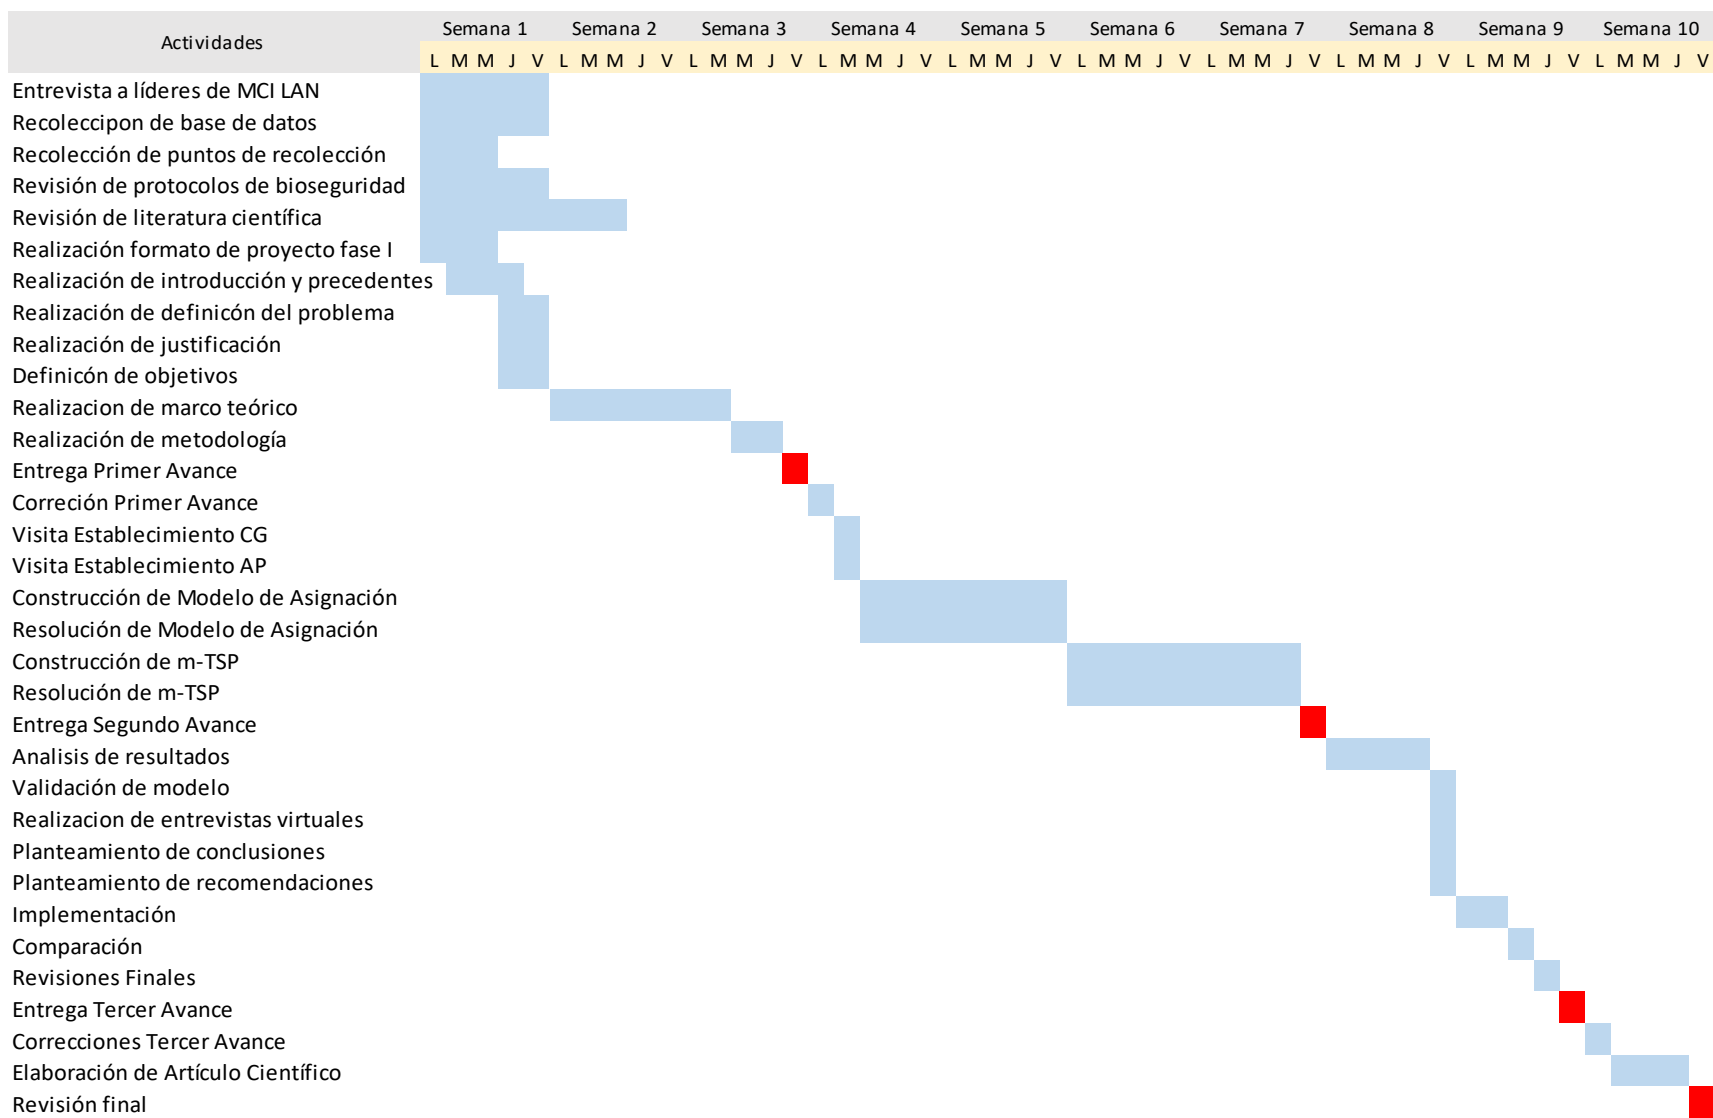 Actividades Semana 1 Semana 2 Semana 3 Semana 4 Semana 5 Semana 6 Semana 7 Semana 8 Semana 9 Semana 10
L M M J V L M M J V L M M J V L M M J V L M M J V L M M J V L M M J V L M M J V L M M J V L M M J V
Entrevista a líderes de MCI LAN
Recoleccipon de base de datos
Recolección de puntos de recolección
Revisión de protocolos de bioseguridad
Revisión de literatura científica
Realización formato de proyecto fase I
Realización de introducción y precedentes
Realización de definicón del problema
Realización de justificación
Definicón de objetivos
Realizacion de marco teórico
Realización de metodología
Entrega Primer Avance
Correción Primer Avance
Visita Establecimiento CG
Visita Establecimiento AP
Construcción de Modelo de Asignación
Resolución de Modelo de Asignación
Construcción de m-TSP
Resolución de m-TSP
Entrega Segundo Avance
Analisis de resultados
Validación de modelo
Realizacion de entrevistas virtuales
Planteamiento de conclusiones
Planteamiento de recomendaciones
Implementación
Comparación
Revisiones Finales
Entrega Tercer Avance
Correcciones Tercer Avance
Elaboración de Artículo Científico
Revisión final